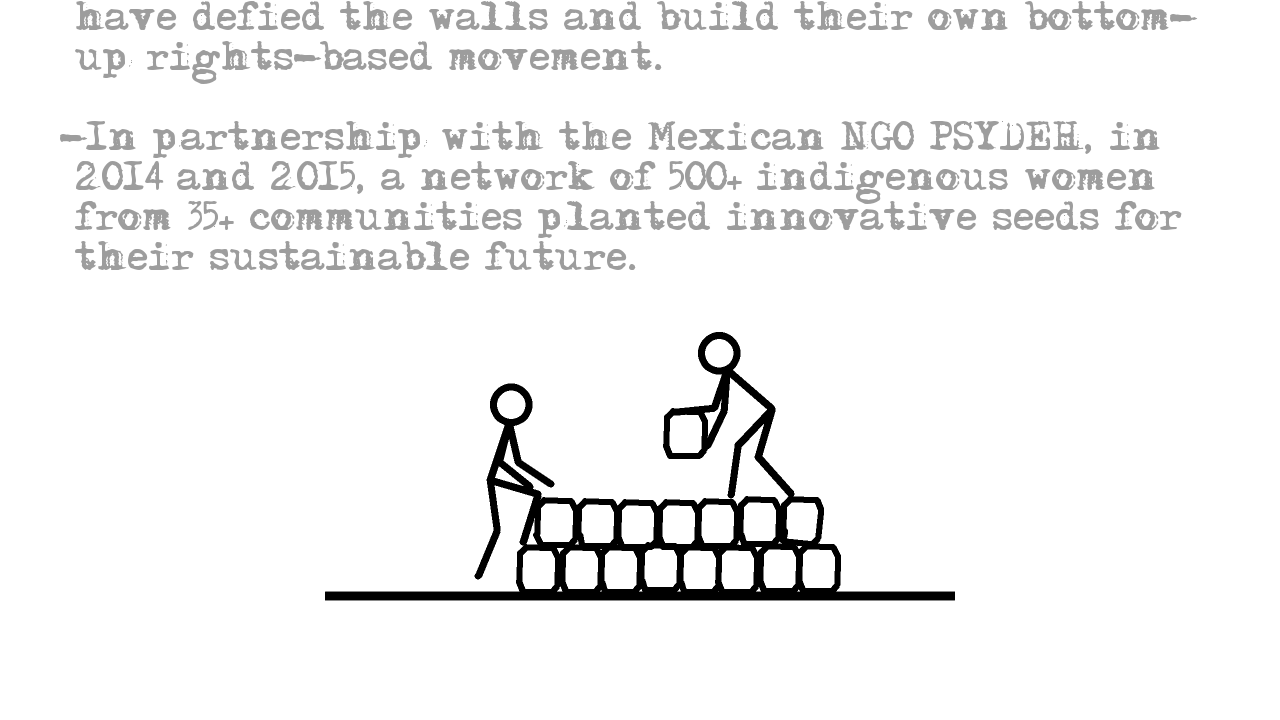 have defied the walls and build their own bottom-
up rights-based movement.
-In partnership with the Mexican NGO PSYDEH, in
2014 and 2015, a network of 500+ indigenous women
from 35+ communities planted innovative seeds for
their sustainable future.